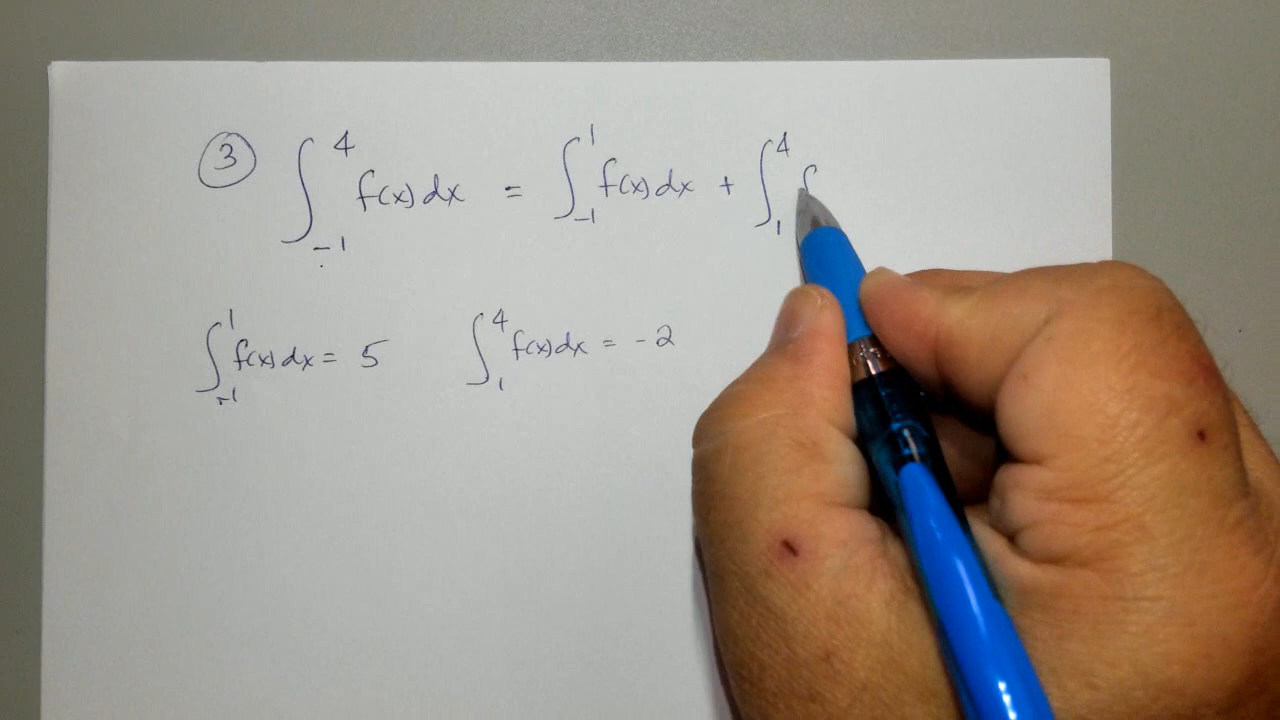 ③ ∫₋₁⁴ f(x) dx = ∫₋₁¹ f(x) dx + ∫₁⁴ f
∫₋₁¹ f(x) dx = 5 ∫₁⁴ f(x) dx = -2